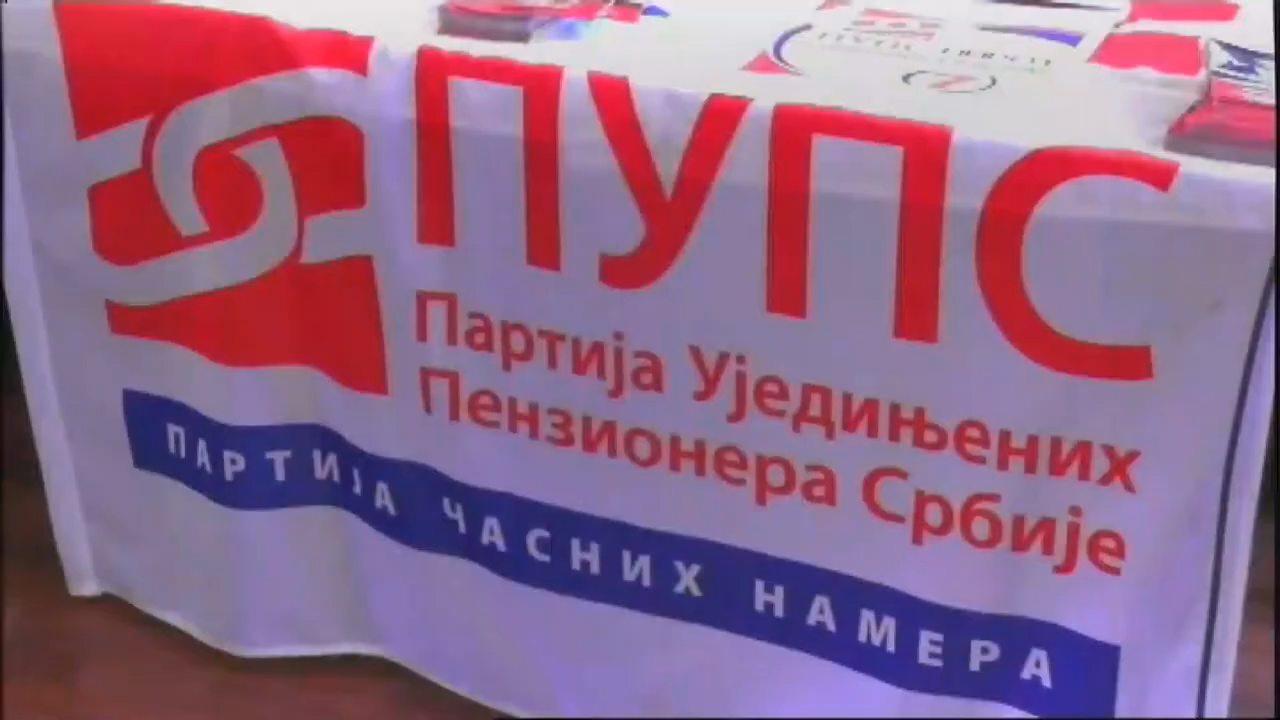 ПУПС
Партија Уједињених
Пензионера Србије
ПАРТИЈА ЧАСНИХ НАМЕРА